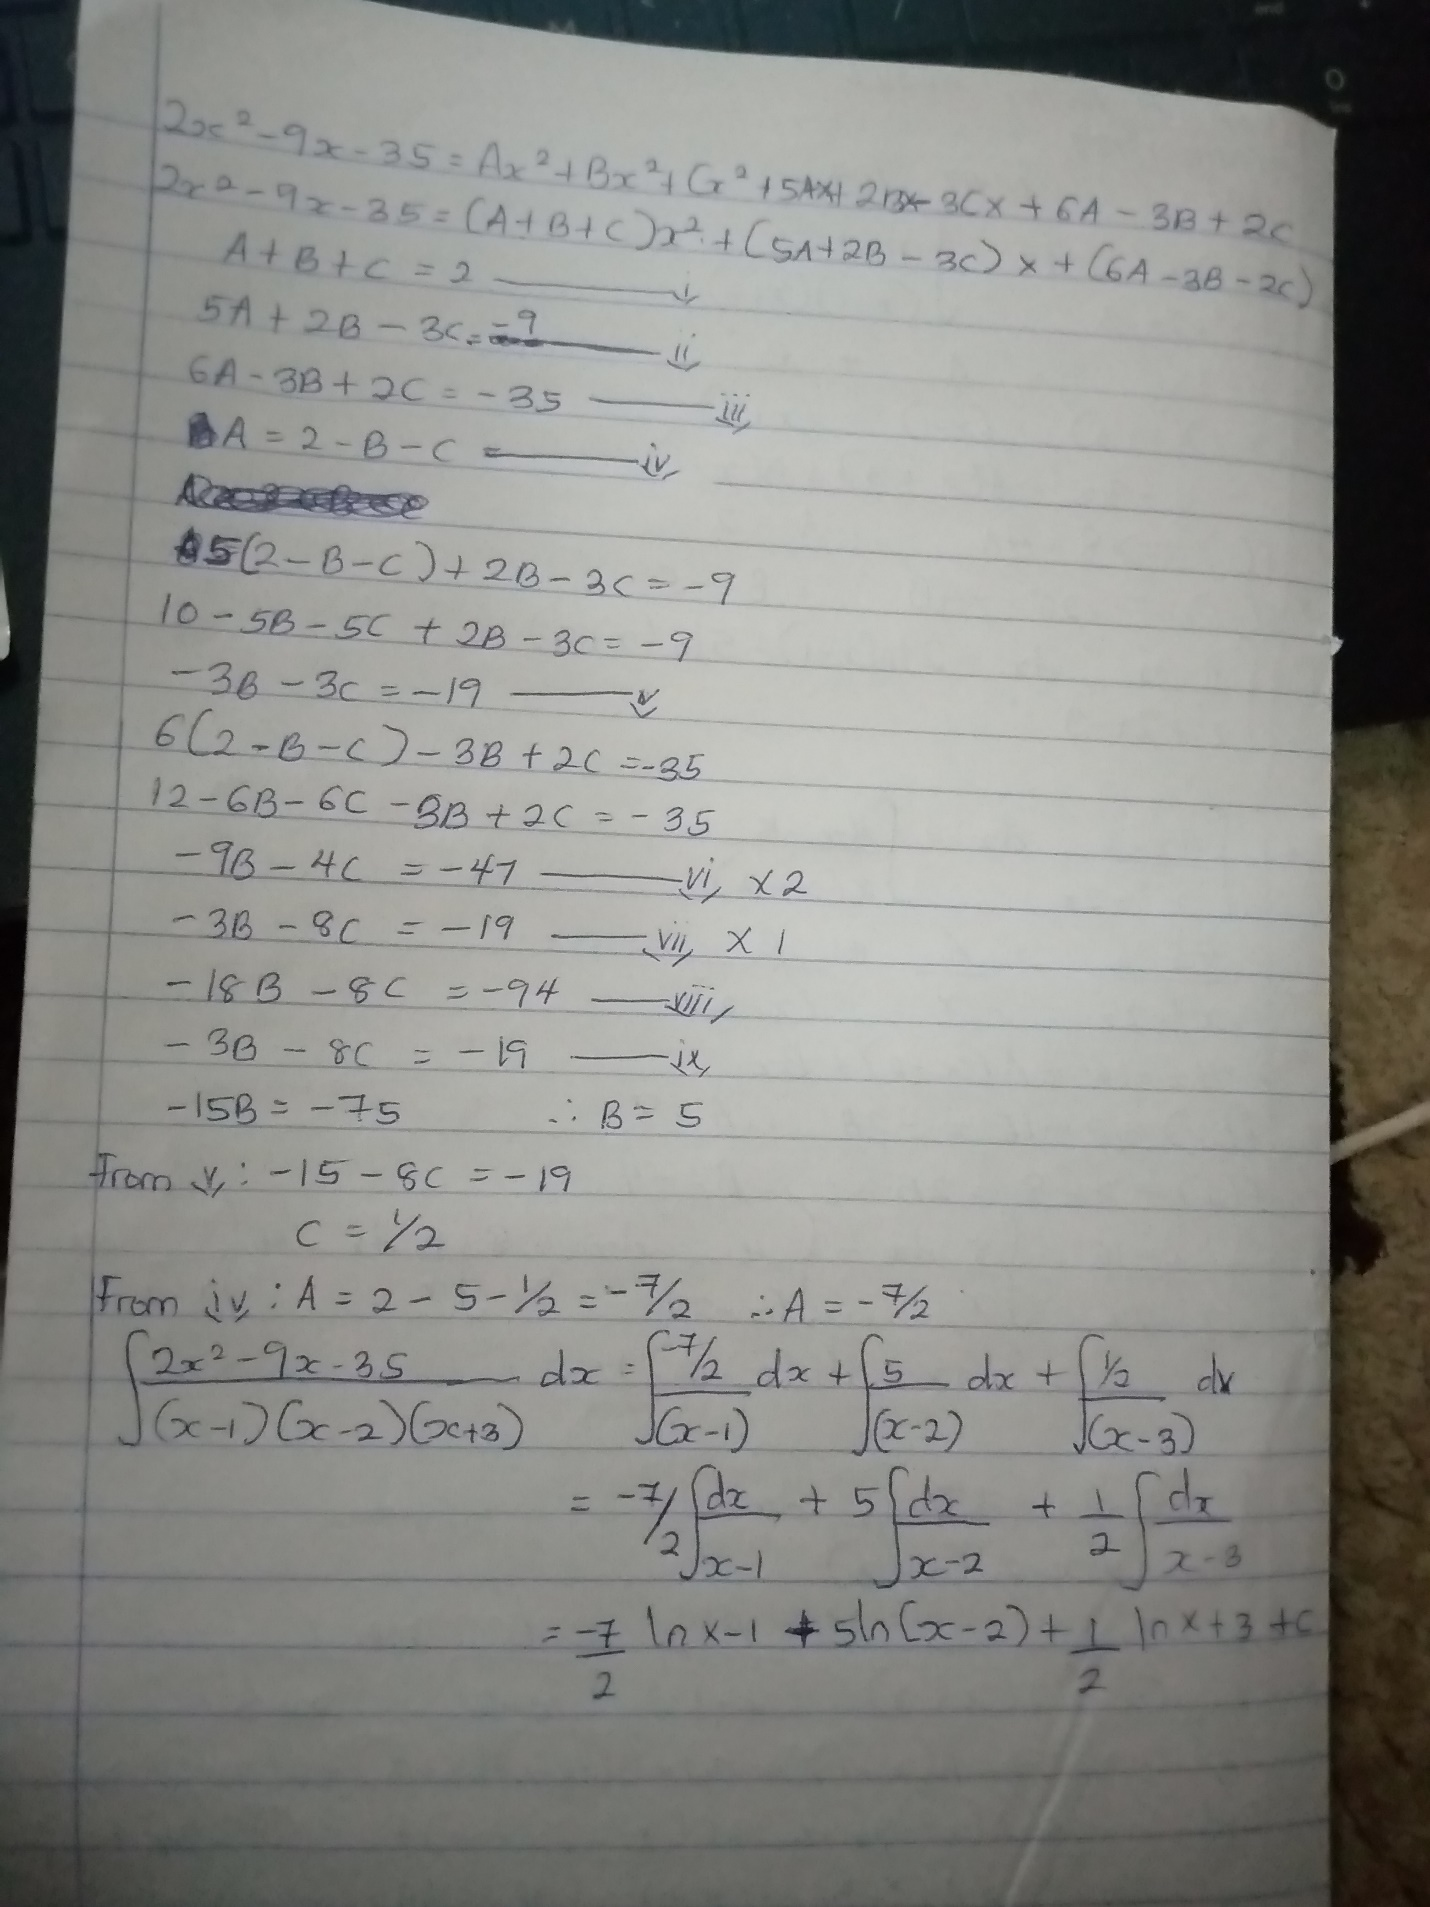 2x² - 9x - 35 = Ax² + Bx² + Cx² + 5Ax + 2Bx - 3Cx + 6A - 3B + 2C
2x² - 9x - 35 = (A + B + C)x² + (5A + 2B - 3C)x + (6A - 3B - 2C)
A + B + C = 2 ——— i
5A + 2B - 3C = -9 ——— ii
6A - 3B + 2C = -35 ——— iii
A = 2 - B - C ——— iv
5(2 - B - C) + 2B - 3C = -9
10 - 5B - 5C + 2B - 3C = -9
-3B - 3C = -19 ——— v
6(2 - B - C) - 3B + 2C = -35
12 - 6B - 6C - 3B + 2C = -35
-9B - 4C = -47 ——— vi, x 2
-3B - 8C = -19 ——— vii, x 1
-18B - 8C = -94 ——— viii,
-3B - 8C = -19 ——— ix,
-15B = -75 ∴ B = 5
From v: -15 - 8C = -19
C = 1/2
From iv: A = 2 - 5 - 1/2 = -7/2 ∴ A = -7/2
∫ (2x² - 9x - 35)/((x-1)(x-2)(x+3)) dx = ∫ (-7/2)/(x-1) dx + ∫ 5/(x-2) dx + ∫ (1/2)/(x-3) dx
= -7/2 ∫ dx/(x-1) + 5 ∫ dx/(x-2) + 1/2 ∫ dx/(x-3)
= -7/2 ln x-1 + 5ln(x-2) + 1/2 ln x+3 + c